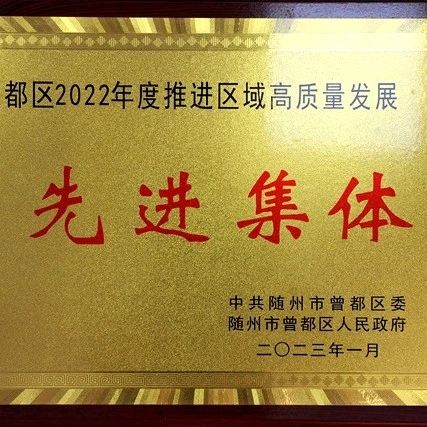 都区2022年度推进区域高质量发展
先进集体
中共随州市曾都区委
随州市曾都区人民政府
二〇二三年一月